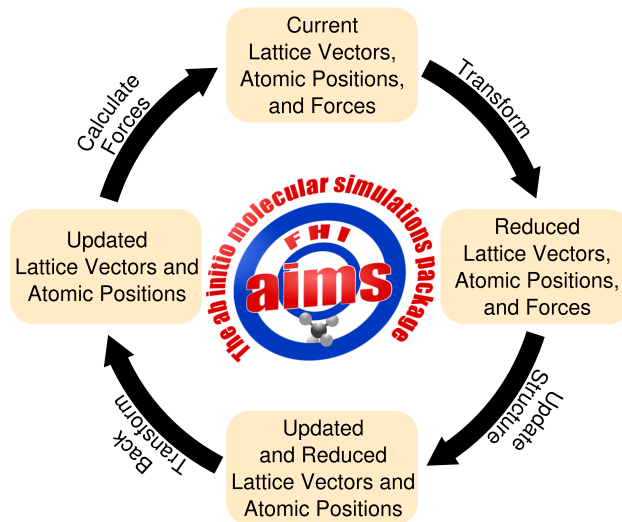 Current
Lattice Vectors,
Atomic Positions,
and Forces
Transform
Reduced
Lattice Vectors,
Atomic Positions,
and Forces
Update
Structure
Updated
and Reduced
Lattice Vectors and
Atomic Positions
Back
Transform
Updated
Lattice Vectors and
Atomic Positions
Calculate
Forces
The ab initio molecular simulations package
FHI
aims